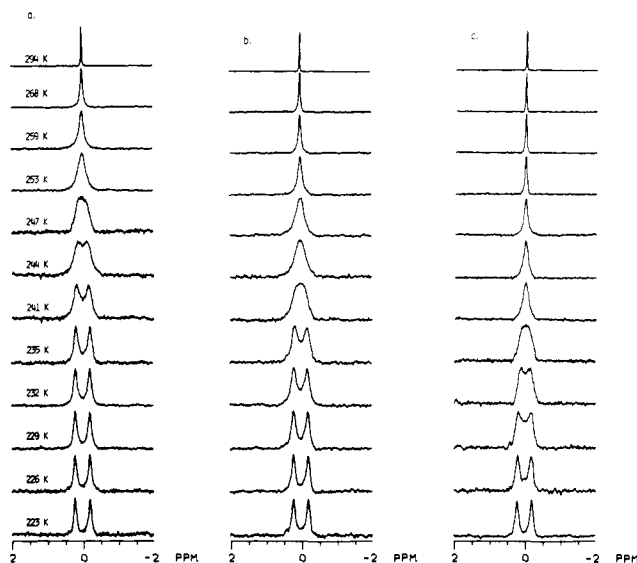 a.
b.
c.
294 K
268 K
259 K
253 K
247 K
244 K
241 K
235 K
232 K
229 K
226 K
223 K
2 0 -2 PPM
2 0 -2 PPM
2 0 -2 PPM